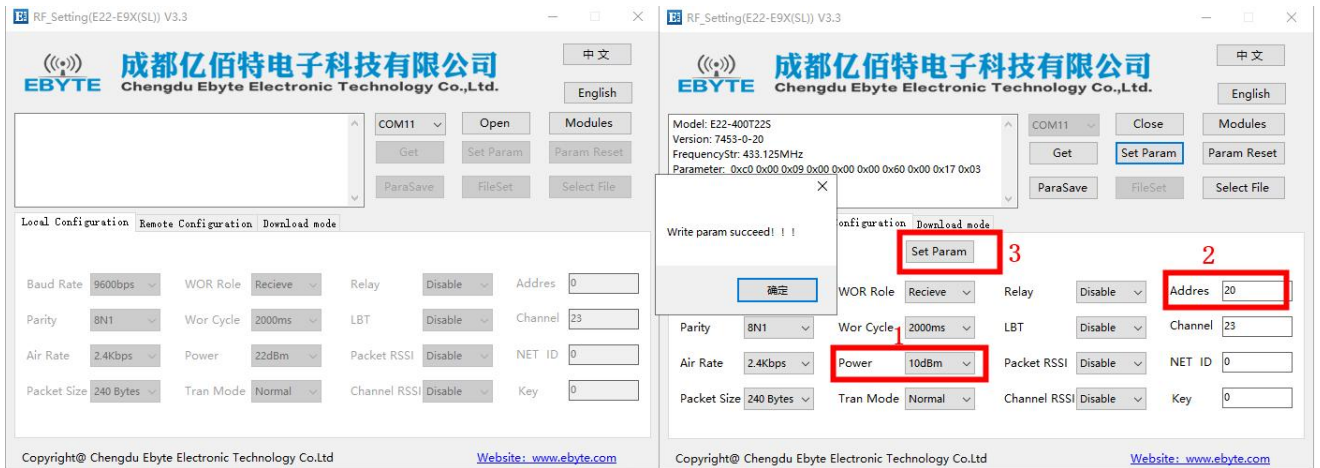 RF_Setting(E22-E9X(SL)) V3.3
中文
EBYTE
成都亿佰特电子科技有限公司
Chengdu Ebyte Electronic Technology Co.,Ltd.
English
COM11 Open Modules
Get Set Param Param Reset
ParaSave FileSet Select File
Local Configuration Remote Configuration Download mode
Baud Rate 9600bps WOR Role Recieve Relay Disable Addres 0
Parity 8N1 Wor Cycle 2000ms LBT Disable Channel 23
Air Rate 2.4Kbps Power 22dBm Packet RSSI Disable NET ID 0
Packet Size 240 Bytes Tran Mode Normal Channel RSSI Disable Key 0
Copyright@ Chengdu Ebyte Electronic Technology Co.Ltd Website: www.ebyte.com
RF_Setting(E22-E9X(SL)) V3.3
中文
EBYTE
成都亿佰特电子科技有限公司
Chengdu Ebyte Electronic Technology Co.,Ltd.
English
Model: E22-400T22S
Version: 7453-0-20
FrequencyStr: 433.125MHz
Parameter: 0xc0 0x00 0x09 0x00 0x00 0x00 0x60 0x00 0x17 0x03
COM11 Close Modules
Get Set Param Param Reset
ParaSave FileSet Select File
Write param succeed! ! !
确定
onfiguration Download mode
Set Param 3
2
WOR Role Recieve Relay Disable Addres 20
Parity 8N1 Wor Cycle 2000ms LBT Disable Channel 23
1
Air Rate 2.4Kbps Power 10dBm Packet RSSI Disable NET ID 0
Packet Size 240 Bytes Tran Mode Normal Channel RSSI Disable Key 0
Copyright@ Chengdu Ebyte Electronic Technology Co.Ltd Website: www.ebyte.com